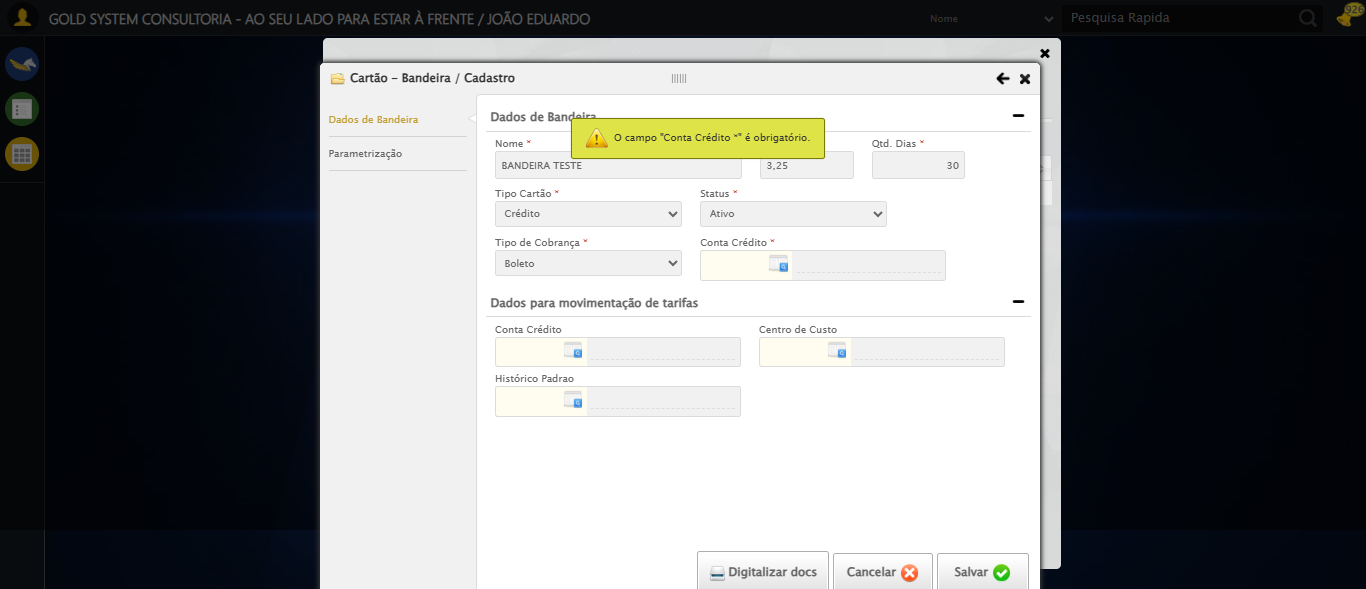 GOLD SYSTEM CONSULTORIA - AO SEU LADO PARA ESTAR À FRENTE / JOÃO EDUARDO
Nome
Pesquisa Rapida
926
Cartão - Bandeira / Cadastro
Dados de Bandeira
Parametrização
Dados de Bandeira
O campo "Conta Crédito *" é obrigatório.
Nome *
Qtd. Dias *
BANDEIRA TESTE
3,25
30
Tipo Cartão *
Status *
Crédito
Ativo
Tipo de Cobrança *
Conta Crédito *
Boleto
Dados para movimentação de tarifas
Conta Crédito
Centro de Custo
Histórico Padrao
Digitalizar docs
Cancelar
Salvar